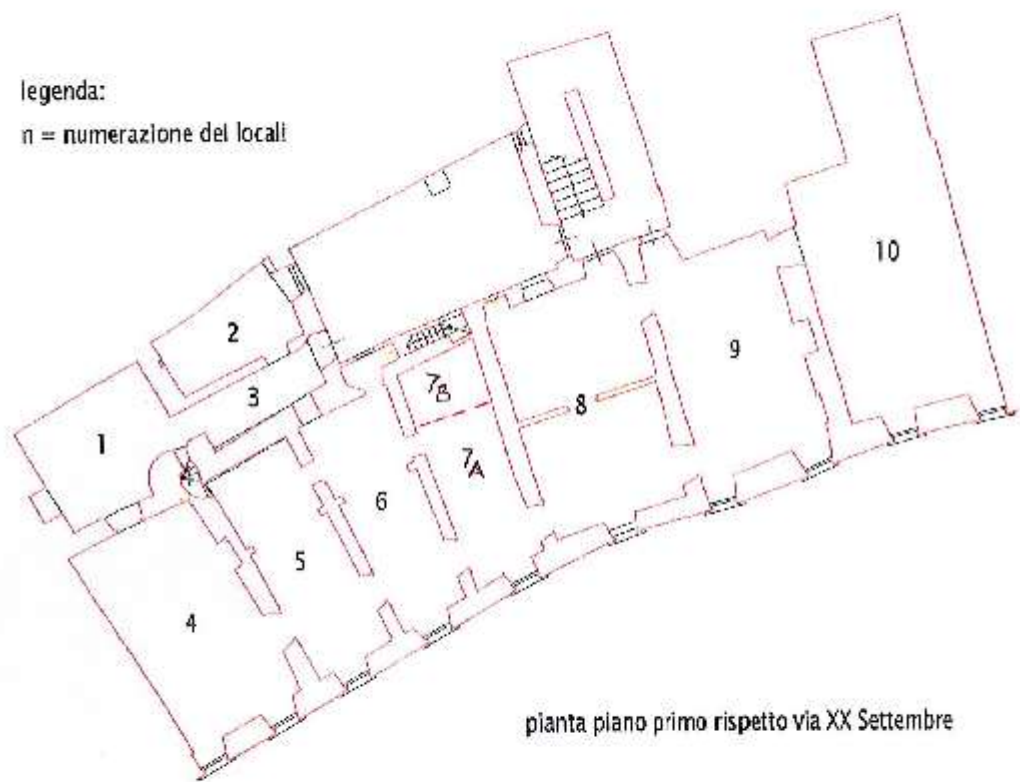 legenda:
n = numerazione dei locali
10
2
9
7B
3
8
1
7A
6
5
4
pianta piano primo rispetto via XX Settembre